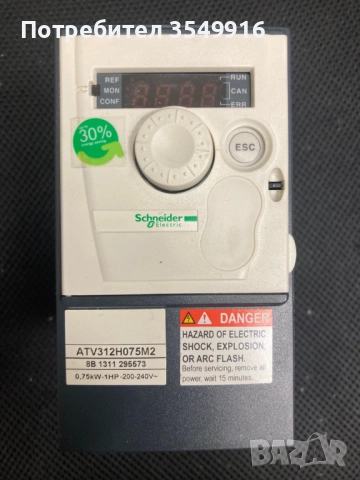 Потребител 3549916
REF
MON
CONF
RUN
CAN
ERR
30%
ESC
Schneider
Electric
DANGER
HAZARD OF ELECTRIC
SHOCK, EXPLOSION,
OR ARC FLASH.
Before servicing, remove all
power, wait 15 minutes.
ATV312H075M2
8B 1311 295573
0,75kW-1HP-200-240V~
BAZAR
bg